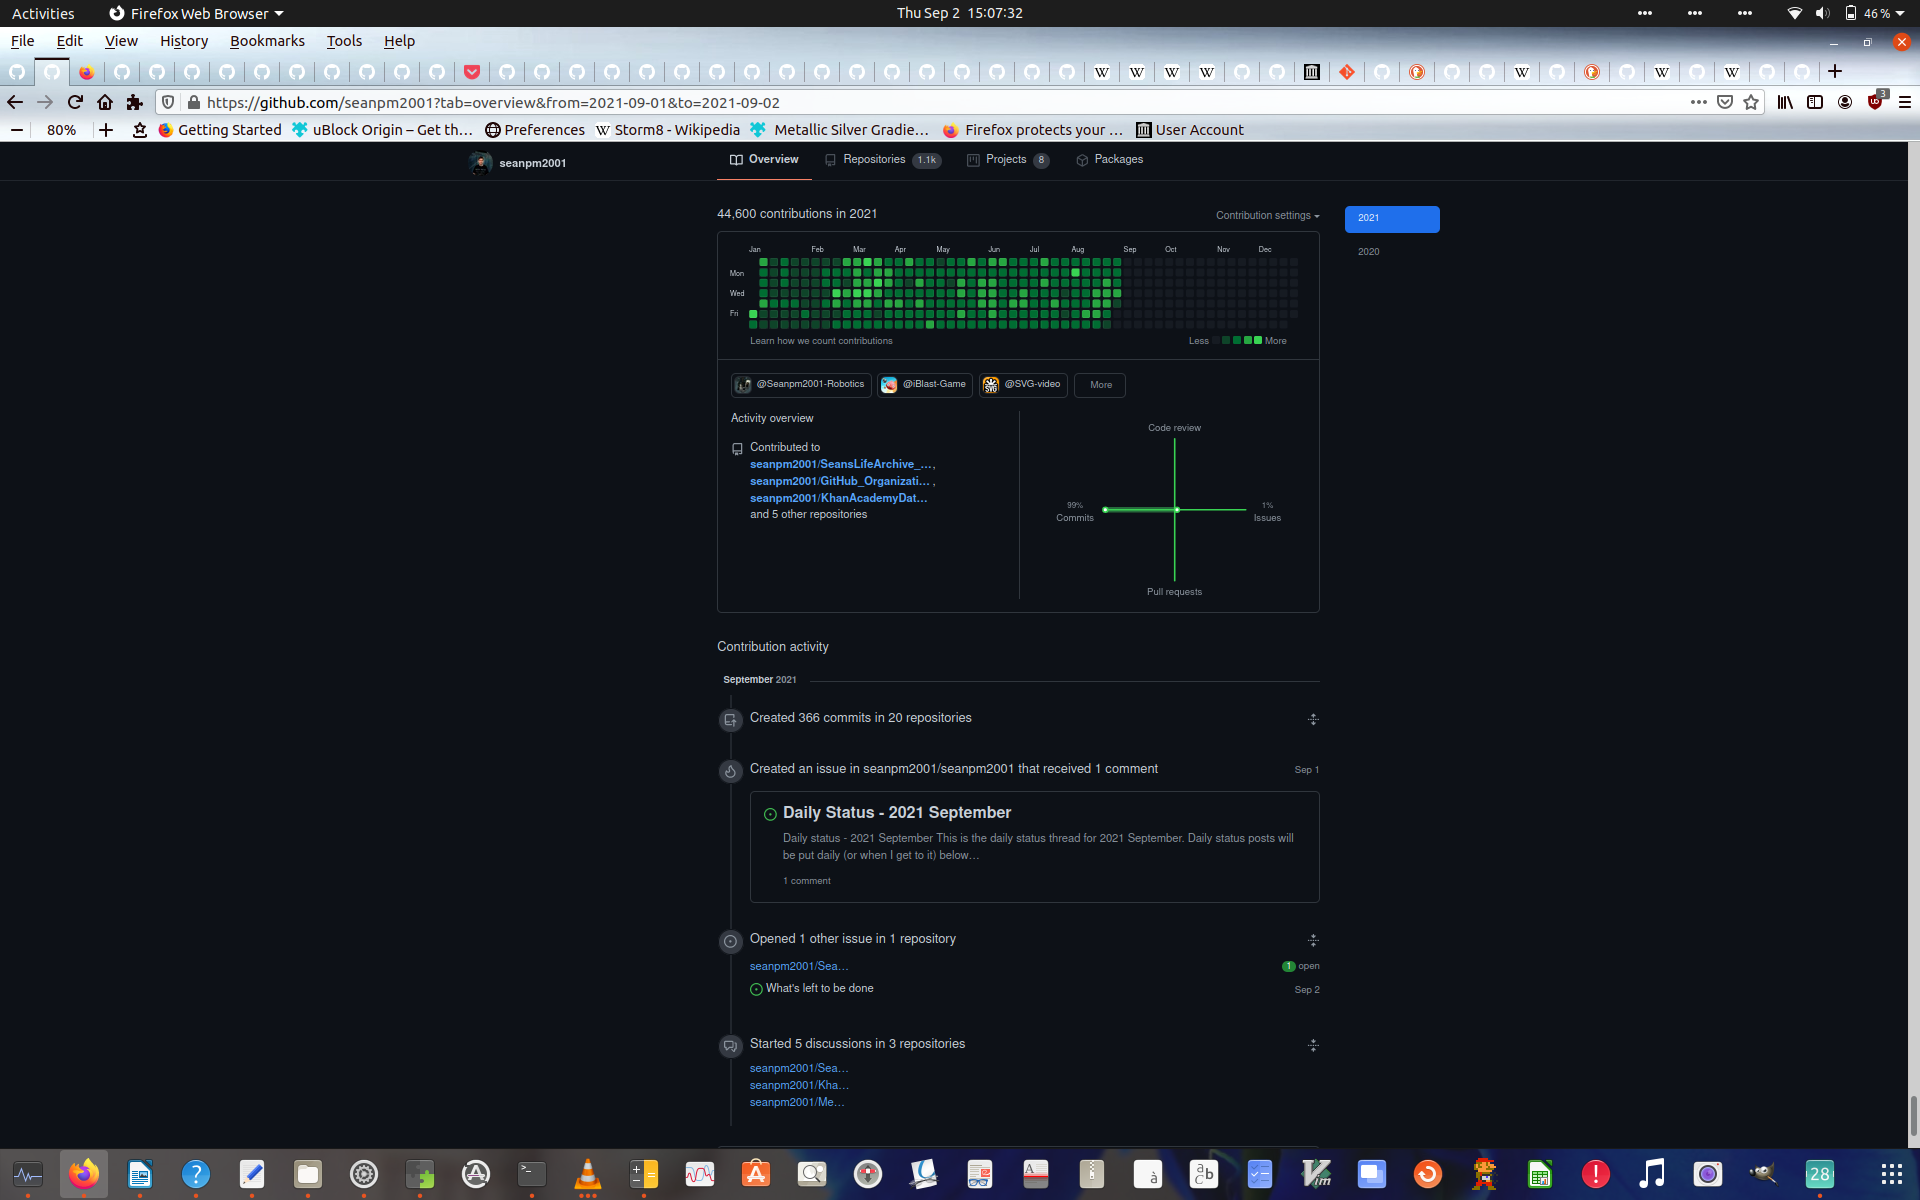 Activities
Firefox Web Browser
Thu Sep 2 15:07:32
46 %
File Edit View History Bookmarks Tools Help
https://github.com/seanpm2001?tab=overview&from=2021-09-01&to=2021-09-02
3
80%
Getting Started
uBlock Origin – Get th…
Preferences
Storm8 - Wikipedia
Metallic Silver Gradie…
Firefox protects your …
User Account
seanpm2001
Overview
Repositories 1.1k
Projects 8
Packages
44,600 contributions in 2021
Contribution settings
2021
2020
Jan Feb Mar Apr May Jun Jul Aug Sep Oct Nov Dec
Mon
Wed
Fri
Learn how we count contributions
Less More
@Seanpm2001-Robotics
@iBlast-Game
@SVG-video
More
Activity overview
Contributed to
seanpm2001/SeansLifeArchive_… ,
seanpm2001/GitHub_Organizati… ,
seanpm2001/KhanAcademyDat…
and 5 other repositories
Code review
99%
Commits
1%
Issues
Pull requests
Contribution activity
September 2021
Created 366 commits in 20 repositories
Created an issue in seanpm2001/seanpm2001 that received 1 comment
Sep 1
Daily Status - 2021 September
Daily status - 2021 September This is the daily status thread for 2021 September. Daily status posts will
be put daily (or when I get to it) below…
1 comment
Opened 1 other issue in 1 repository
seanpm2001/Sea…
1 open
What's left to be done
Sep 2
Started 5 discussions in 3 repositories
seanpm2001/Sea…
seanpm2001/Kha…
seanpm2001/Me…
28